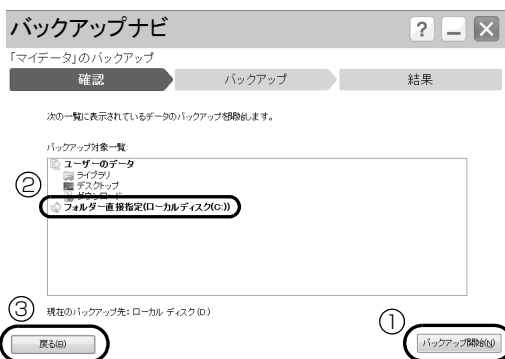 バックアップナビ
? – X
「マイデータ」のバックアップ
確認 バックアップ 結果
次の一覧に表示されているデータのバックアップを開始します。
バックアップ対象一覧:
ユーザーのデータ
ライブラリ
② デスクトップ
ダウンロード
フォルダー直接指定(ローカルディスク(C:))
③ 現在のバックアップ先: ローカル ディスク (D:)
①
戻る(B) バックアップ開始(N)